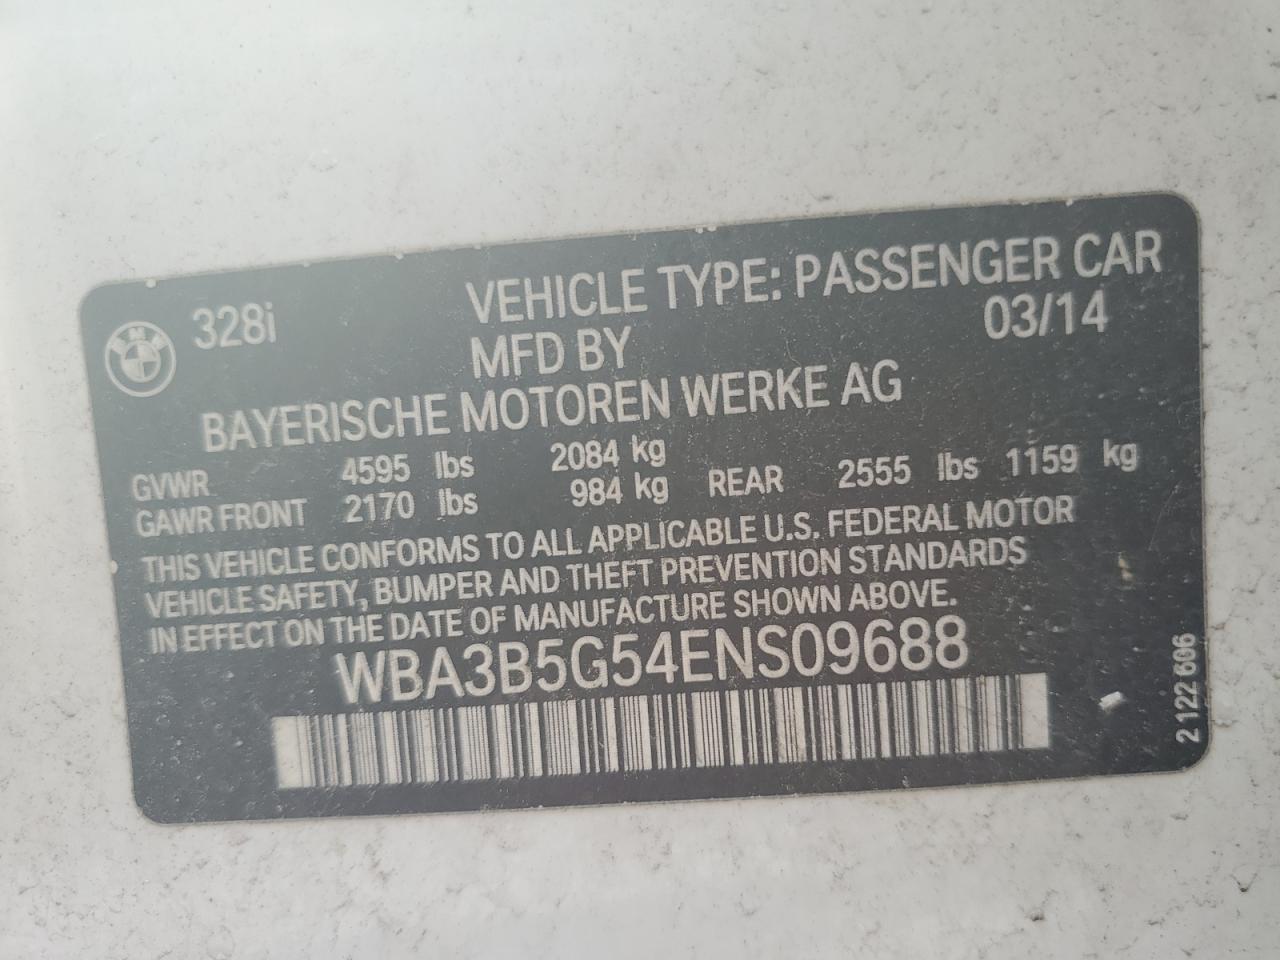 328i VEHICLE TYPE: PASSENGER CAR
MFD BY 03/14
BAYERISCHE MOTOREN WERKE AG
GVWR 4595 lbs 2084 kg
GAWR FRONT 2170 lbs 984 kg REAR 2555 lbs 1159 kg
THIS VEHICLE CONFORMS TO ALL APPLICABLE U.S. FEDERAL MOTOR
VEHICLE SAFETY, BUMPER AND THEFT PREVENTION STANDARDS
IN EFFECT ON THE DATE OF MANUFACTURE SHOWN ABOVE.
WBA3B5G54ENS09688
2 122 606
BMW